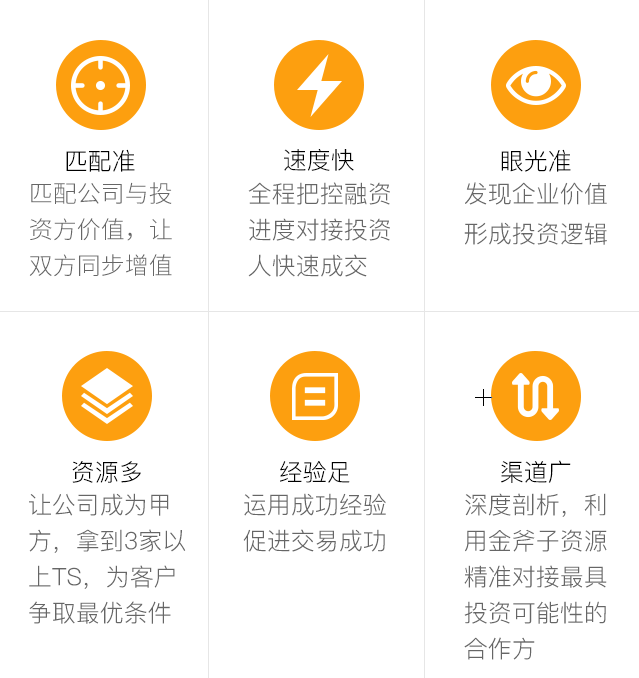 匹配准
匹配公司与投
资方价值，让
双方同步增值
速度快
全程把控融资
进度对接投资
人快速成交
眼光准
发现企业价值
形成投资逻辑
资源多
让公司成为甲
方，拿到3家以
上TS，为客户
争取最优条件
经验足
运用成功经验
促进交易成功
渠道广
深度剖析，利
用金斧子资源
精准对接最具
投资可能性的
合作方